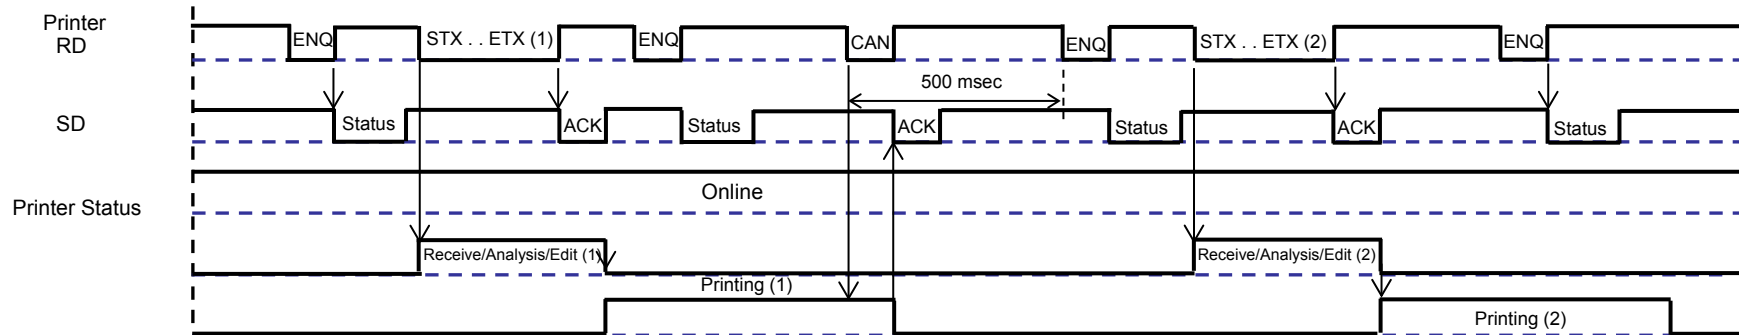 Printer
RD
ENQ
STX . . ETX (1)
ENQ
CAN
ENQ
STX . . ETX (2)
ENQ
500 msec
SD
Status
ACK
Status
ACK
Status
ACK
Status
Printer Status
Online
Receive/Analysis/Edit (1)
Receive/Analysis/Edit (2)
Printing (1)
Printing (2)